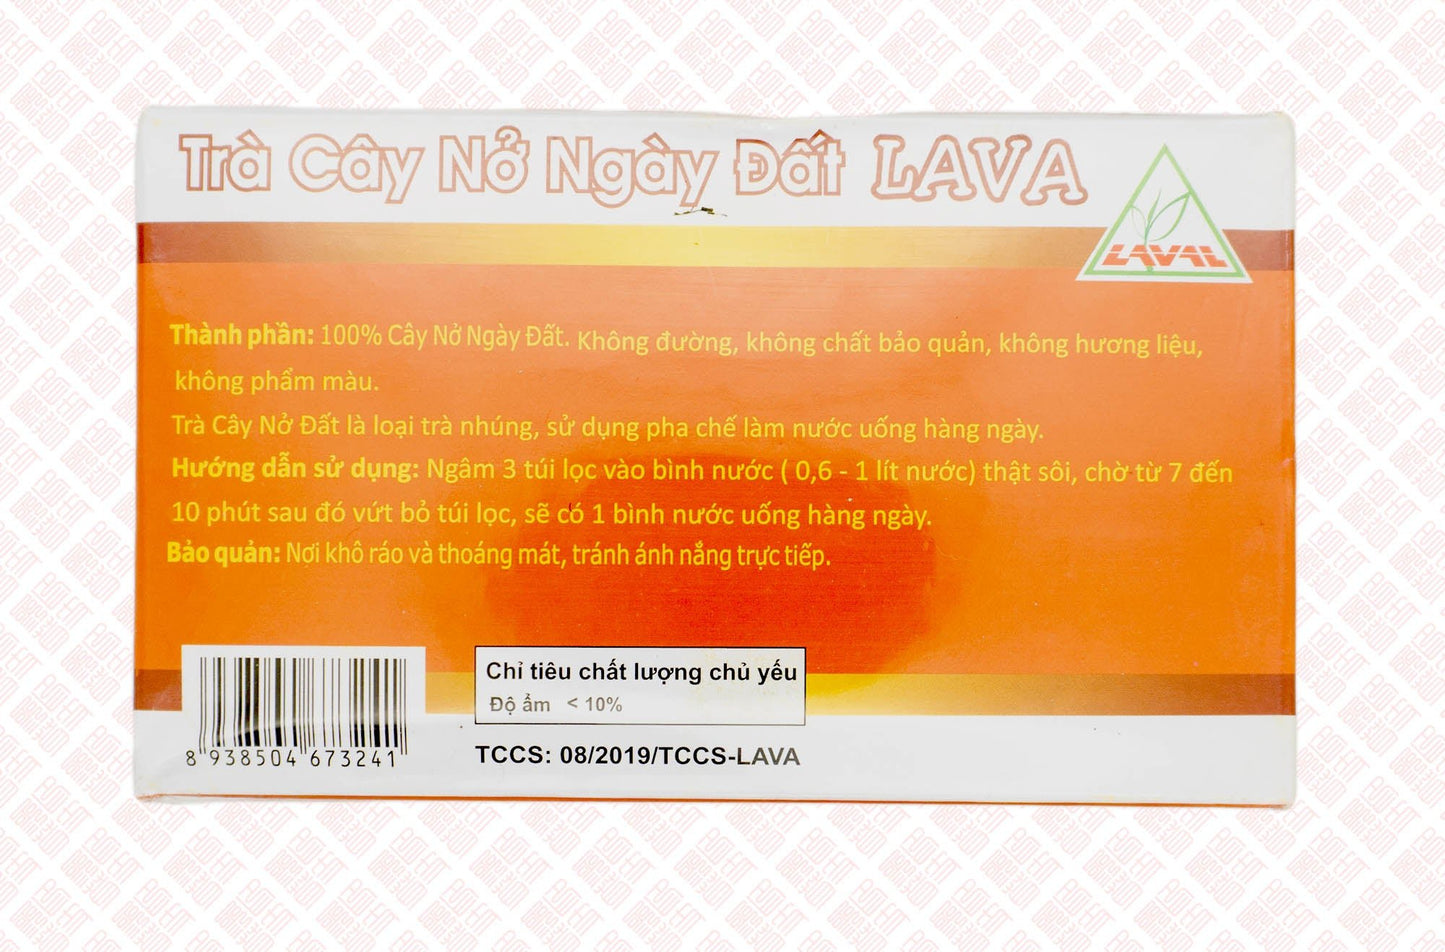 Trà Cây Nở Ngày Đất LAVA
LAVAL
Thành phần: 100% Cây Nở Ngày Đất. Không đường, không chất bảo quản, không hương liệu,
không phẩm màu.
Trà Cây Nở Đất là loại trà nhúng, sử dụng pha chế làm nước uống hàng ngày.
Hướng dẫn sử dụng: Ngâm 3 túi lọc vào bình nước ( 0,6 - 1 lít nước) thật sôi, chờ từ 7 đến
10 phút sau đó vứt bỏ túi lọc, sẽ có 1 bình nước uống hàng ngày.
Bảo quản: Nơi khô ráo và thoáng mát, tránh ánh nắng trực tiếp.
Chỉ tiêu chất lượng chủ yếu
Độ ẩm < 10%
8 938504 673241
TCCS: 08/2019/TCCS-LAVA